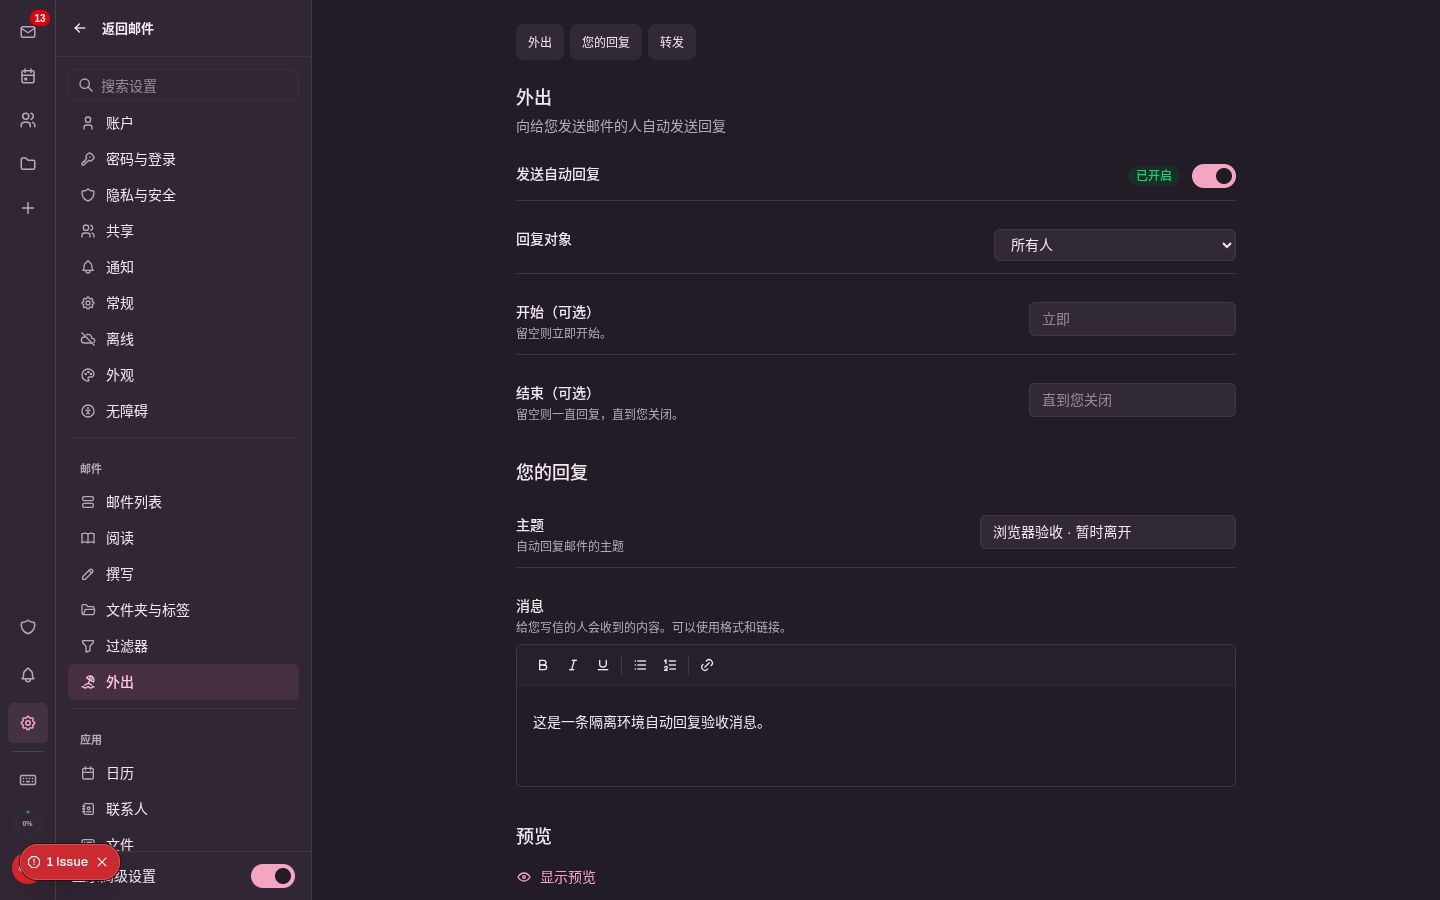 13
返回邮件
搜索设置
账户
密码与登录
隐私与安全
共享
通知
常规
离线
外观
无障碍
邮件
邮件列表
阅读
撰写
文件夹与标签
过滤器
外出
应用
日历
联系人
文件
级设置
0%
1 Issue
外出
您的回复
转发
外出
向给您发送邮件的人自动发送回复
发送自动回复
已开启
回复对象
所有人
开始（可选）
留空则立即开始。
立即
结束（可选）
留空则一直回复，直到您关闭。
直到您关闭
您的回复
主题
自动回复邮件的主题
浏览器验收 · 暂时离开
消息
给您写信的人会收到的内容。可以使用格式和链接。
B I U
这是一条隔离环境自动回复验收消息。
预览
显示预览